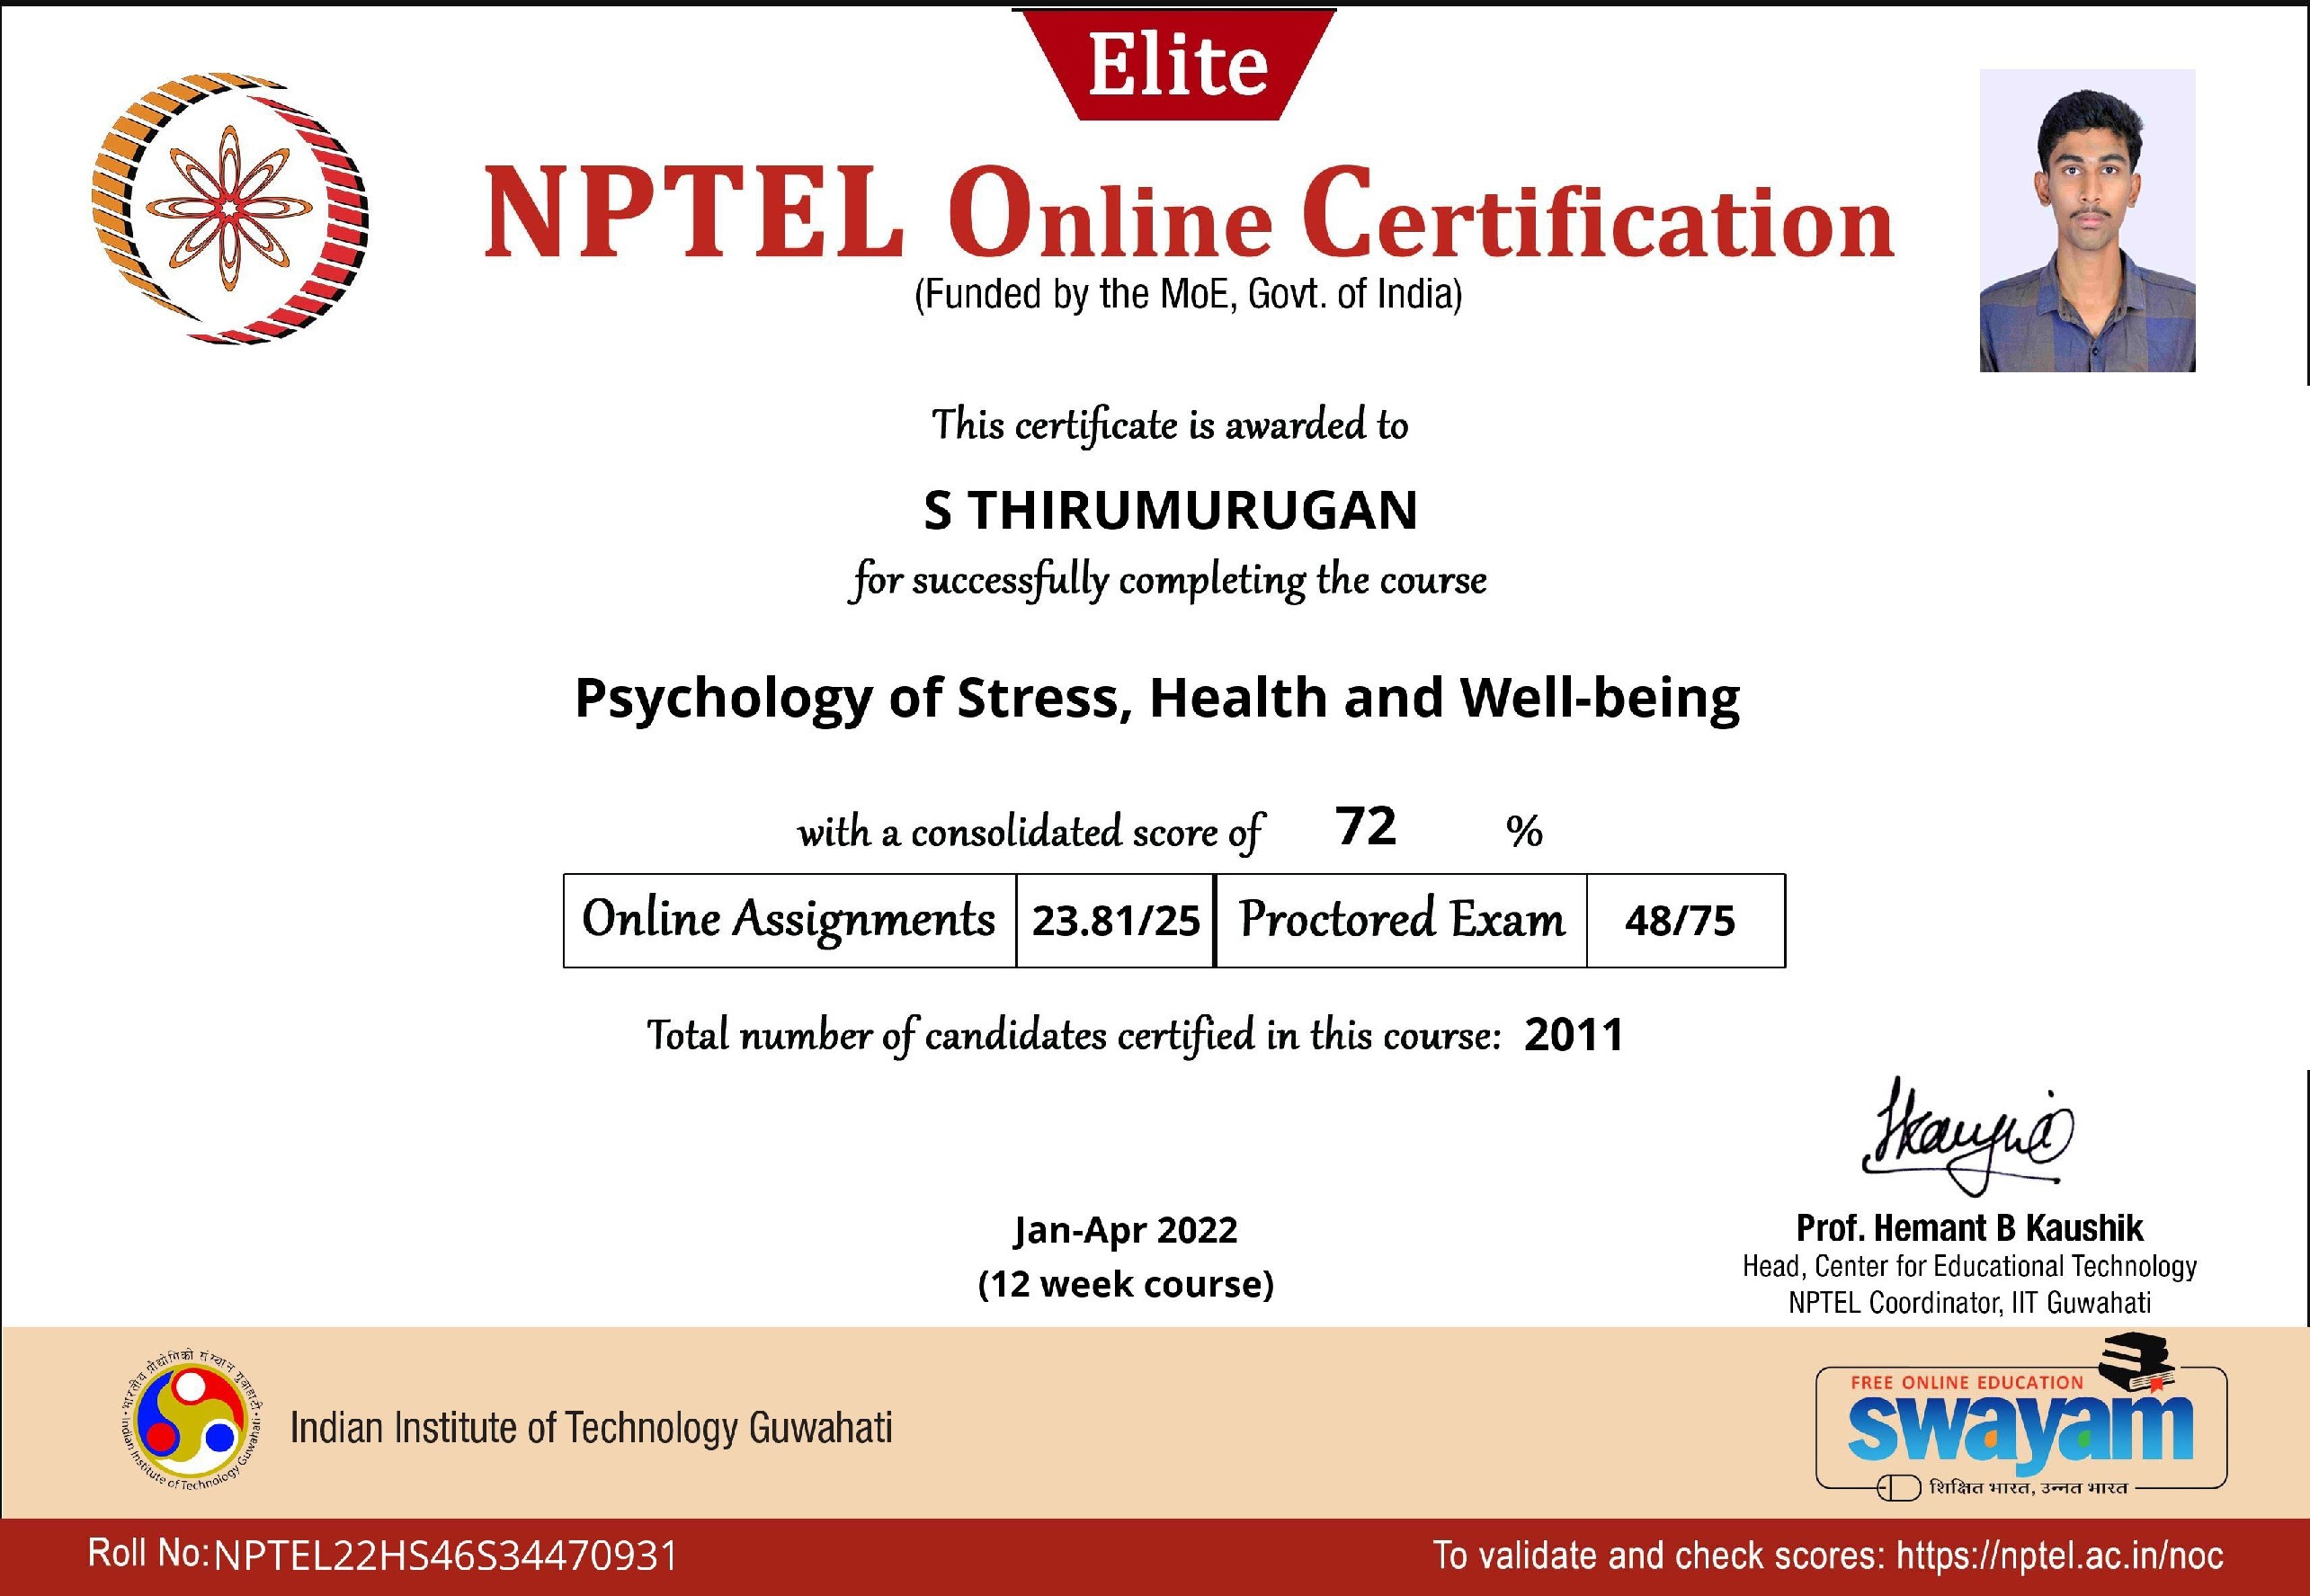 Elite
NPTEL Online Certification
(Funded by the MoE, Govt. of India)
This certificate is awarded to
S THIRUMURUGAN
for successfully completing the course
Psychology of Stress, Health and Well-being
with a consolidated score of 72 %
Online Assignments 23.81/25 Proctored Exam 48/75
Total number of candidates certified in this course: 2011
Jan-Apr 2022
(12 week course)
Prof. Hemant B Kaushik
Head, Center for Educational Technology
NPTEL Coordinator, IIT Guwahati
भारतीय प्रौद्योगिकी संस्थान गुवाहाटी
Indian Institute of Technology Guwahati
Indian Institute of Technology Guwahati
FREE ONLINE EDUCATION
swayam
शिक्षित भारत, उन्नत भारत
Roll No:NPTEL22HS46S34470931
To validate and check scores: https://nptel.ac.in/noc